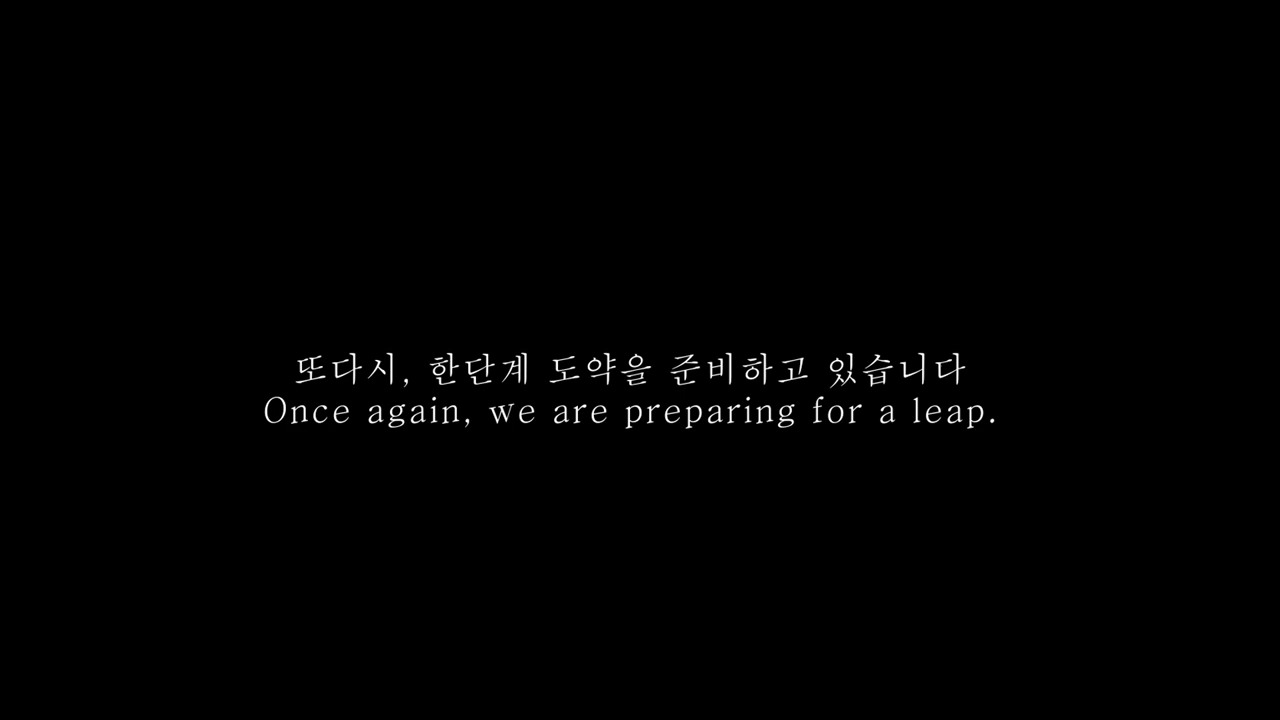 또다시, 한단계 도약을 준비하고 있습니다
Once again, we are preparing for a leap.